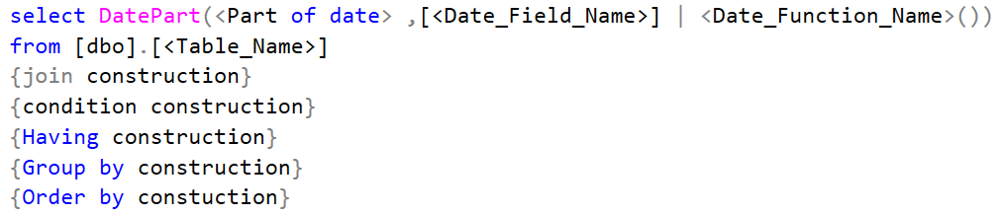 select DatePart(<Part of date> ,[<Date_Field_Name>] | <Date_Function_Name>())
from [dbo].[<Table_Name>]
{join construction}
{condition construction}
{Having construction}
{Group by construction}
{Order by constuction}